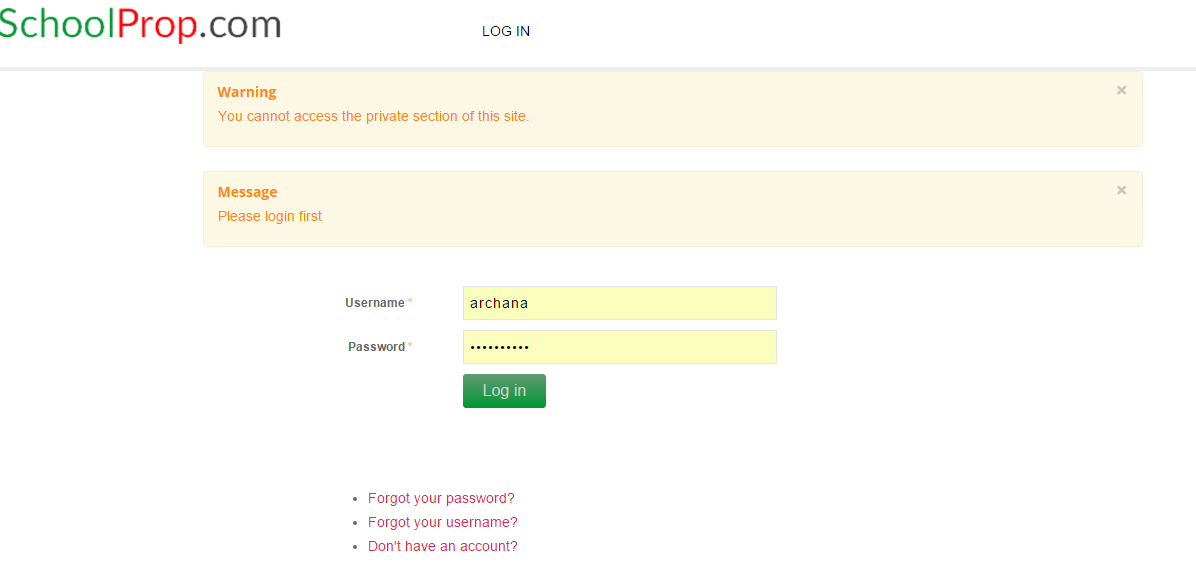 SchoolProp.com
LOG IN
Warning
×
You cannot access the private section of this site.
Message
×
Please login first
Username *
archana
Password *
••••••••••
Log in
• Forgot your password?
• Forgot your username?
• Don't have an account?